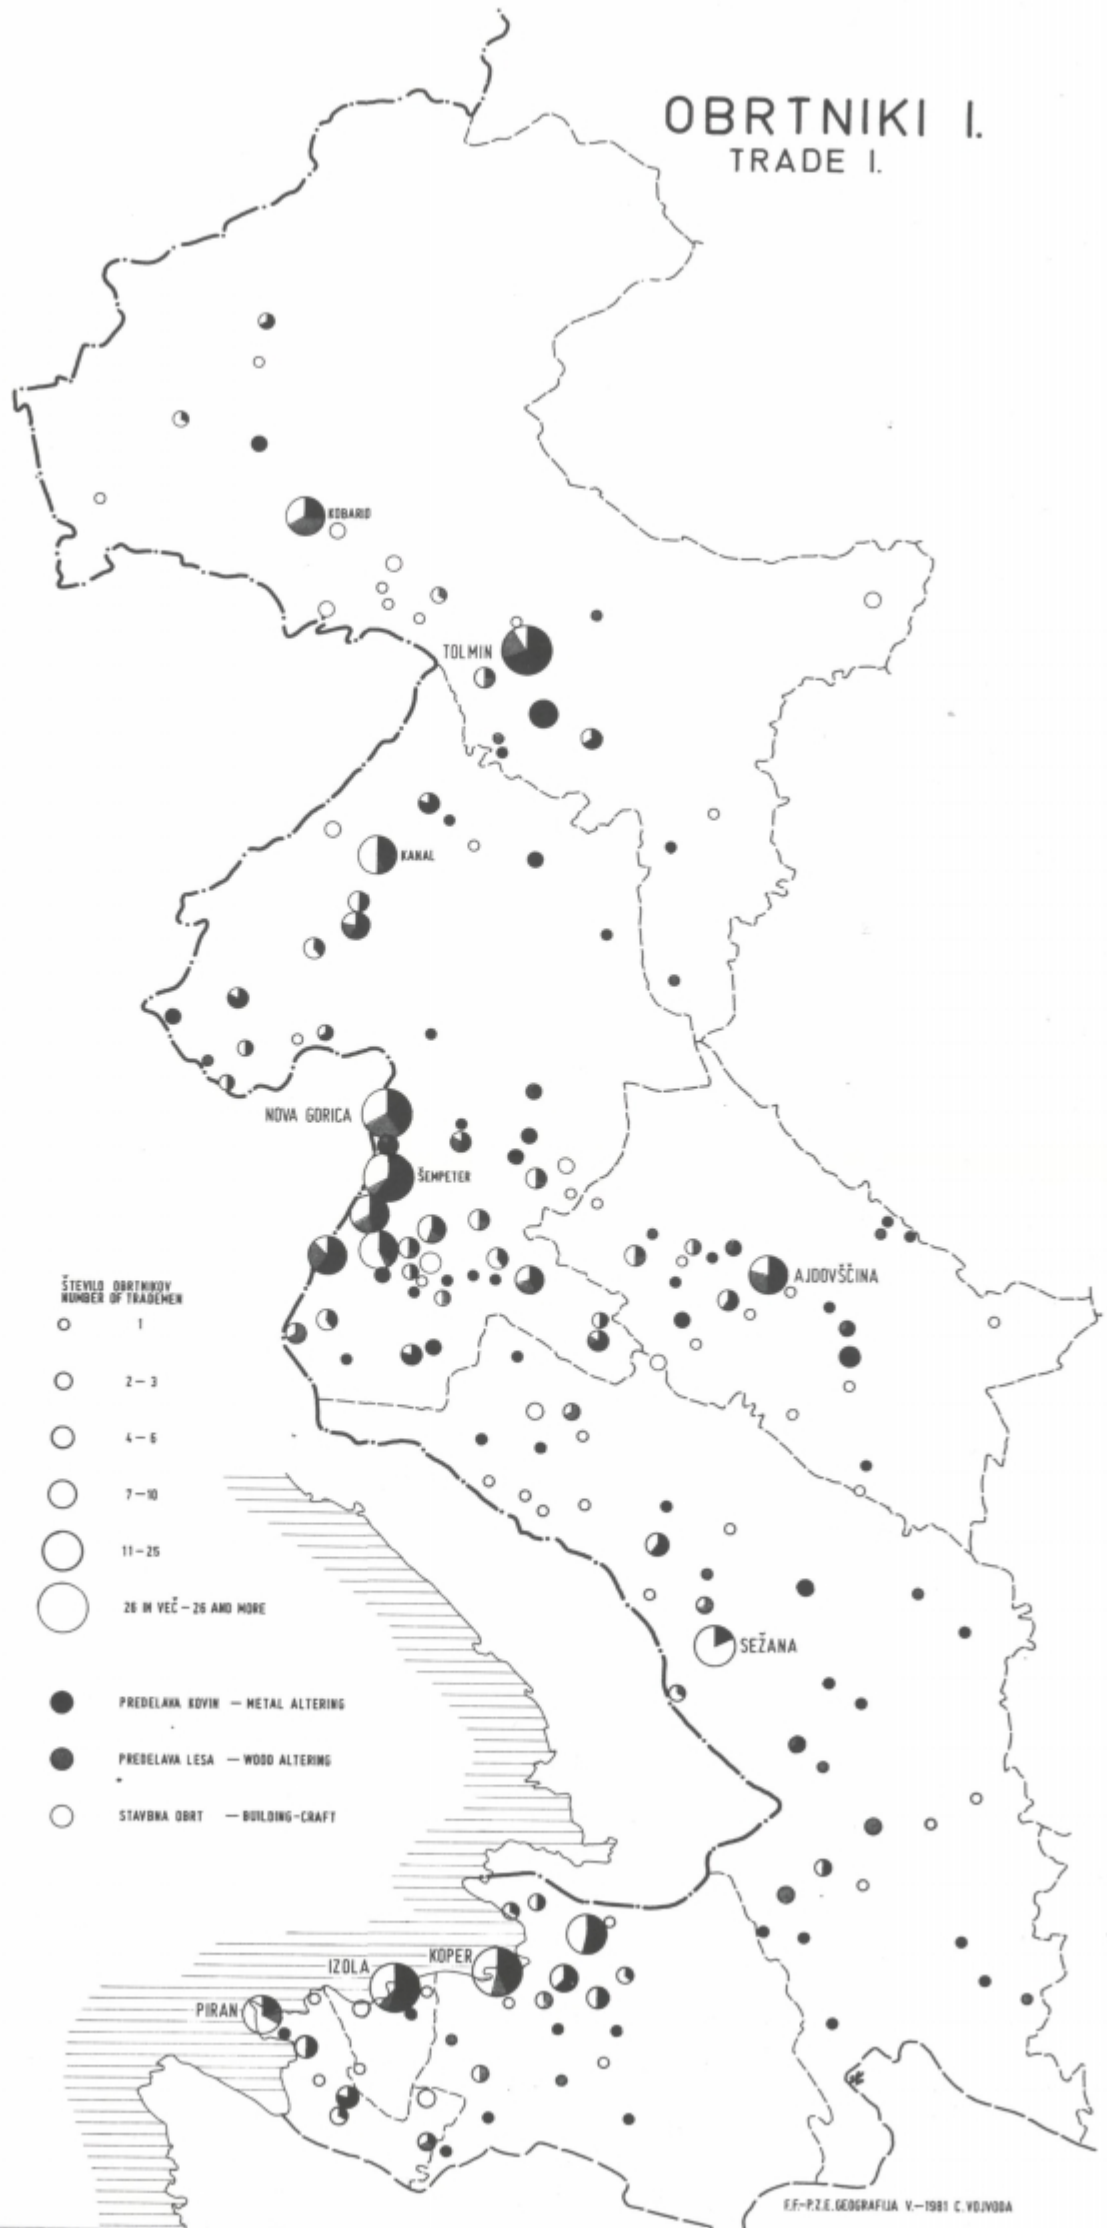 OBRTNIKI I.
TRADE I.
KOBARID
TOLMIN
KANAL
NOVA GORICA
ŠEMPETER
AJDOVŠČINA
ŠTEVILO OBRTNIKOV
NUMBER OF TRADEMEN
1
2 – 3
4 – 6
7 – 10
11 – 25
26 IN VEČ – 26 AND MORE
SEŽANA
PREDELAVA KOVIN — METAL ALTERING
PREDELAVA LESA — WOOD ALTERING
STAVBNA OBRT — BUILDING-CRAFT
KOPER
IZOLA
PIRAN
F.F.-P.Z.E. GEOGRAFIJA V.-1981 C. VOJVODA